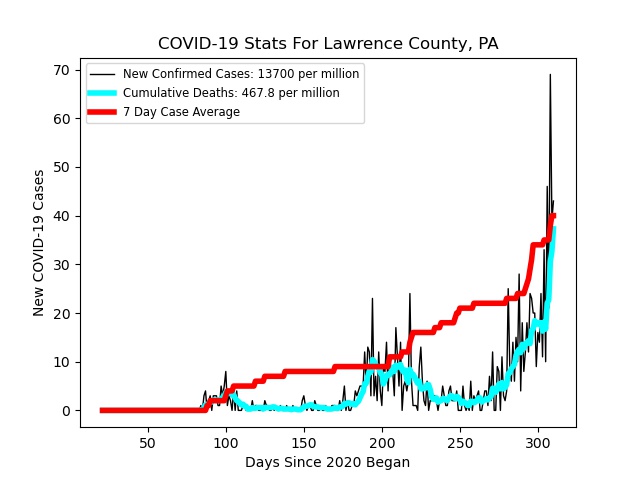 COVID-19 Stats For Lawrence County, PA
New Confirmed Cases: 13700 per million
Cumulative Deaths: 467.8 per million
7 Day Case Average
New COVID-19 Cases
70
60
50
40
30
20
10
0
50 100 150 200 250 300
Days Since 2020 Began